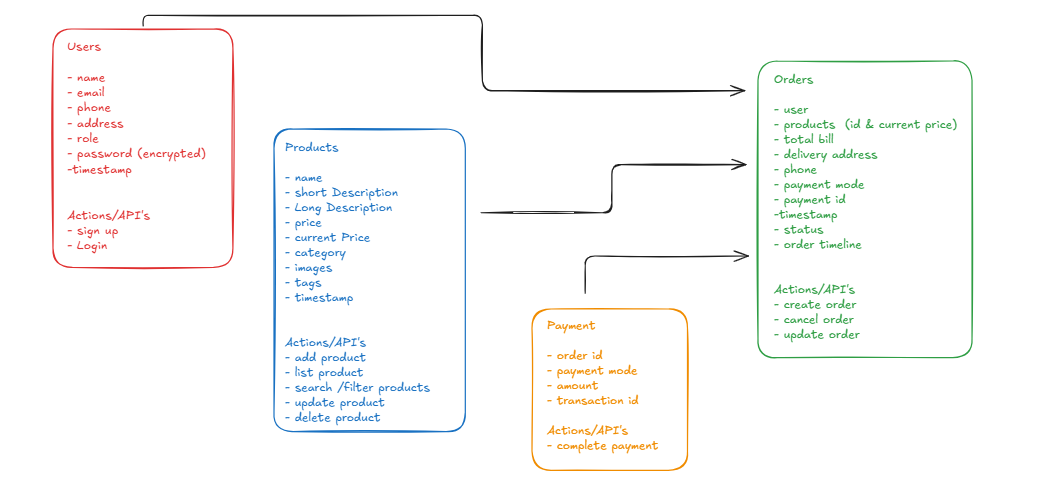 Users
- name
- email
- phone
- address
- role
- password (encrypted)
-timestamp
Actions/API's
- sign up
- Login
Products
- name
- short Description
- Long Description
- price
- current Price
- category
- images
- tags
- timestamp
Actions/API's
- add product
- list product
- search /filter products
- update product
- delete product
Payment
- order id
- payment mode
- amount
- transaction id
Actions/API's
- complete payment
Orders
- user
- products  (id & current price)
- total bill
- delivery address
- phone
- payment mode
- payment id
-timestamp
- status
- order timeline
Actions/API's
- create order
- cancel order
- update order